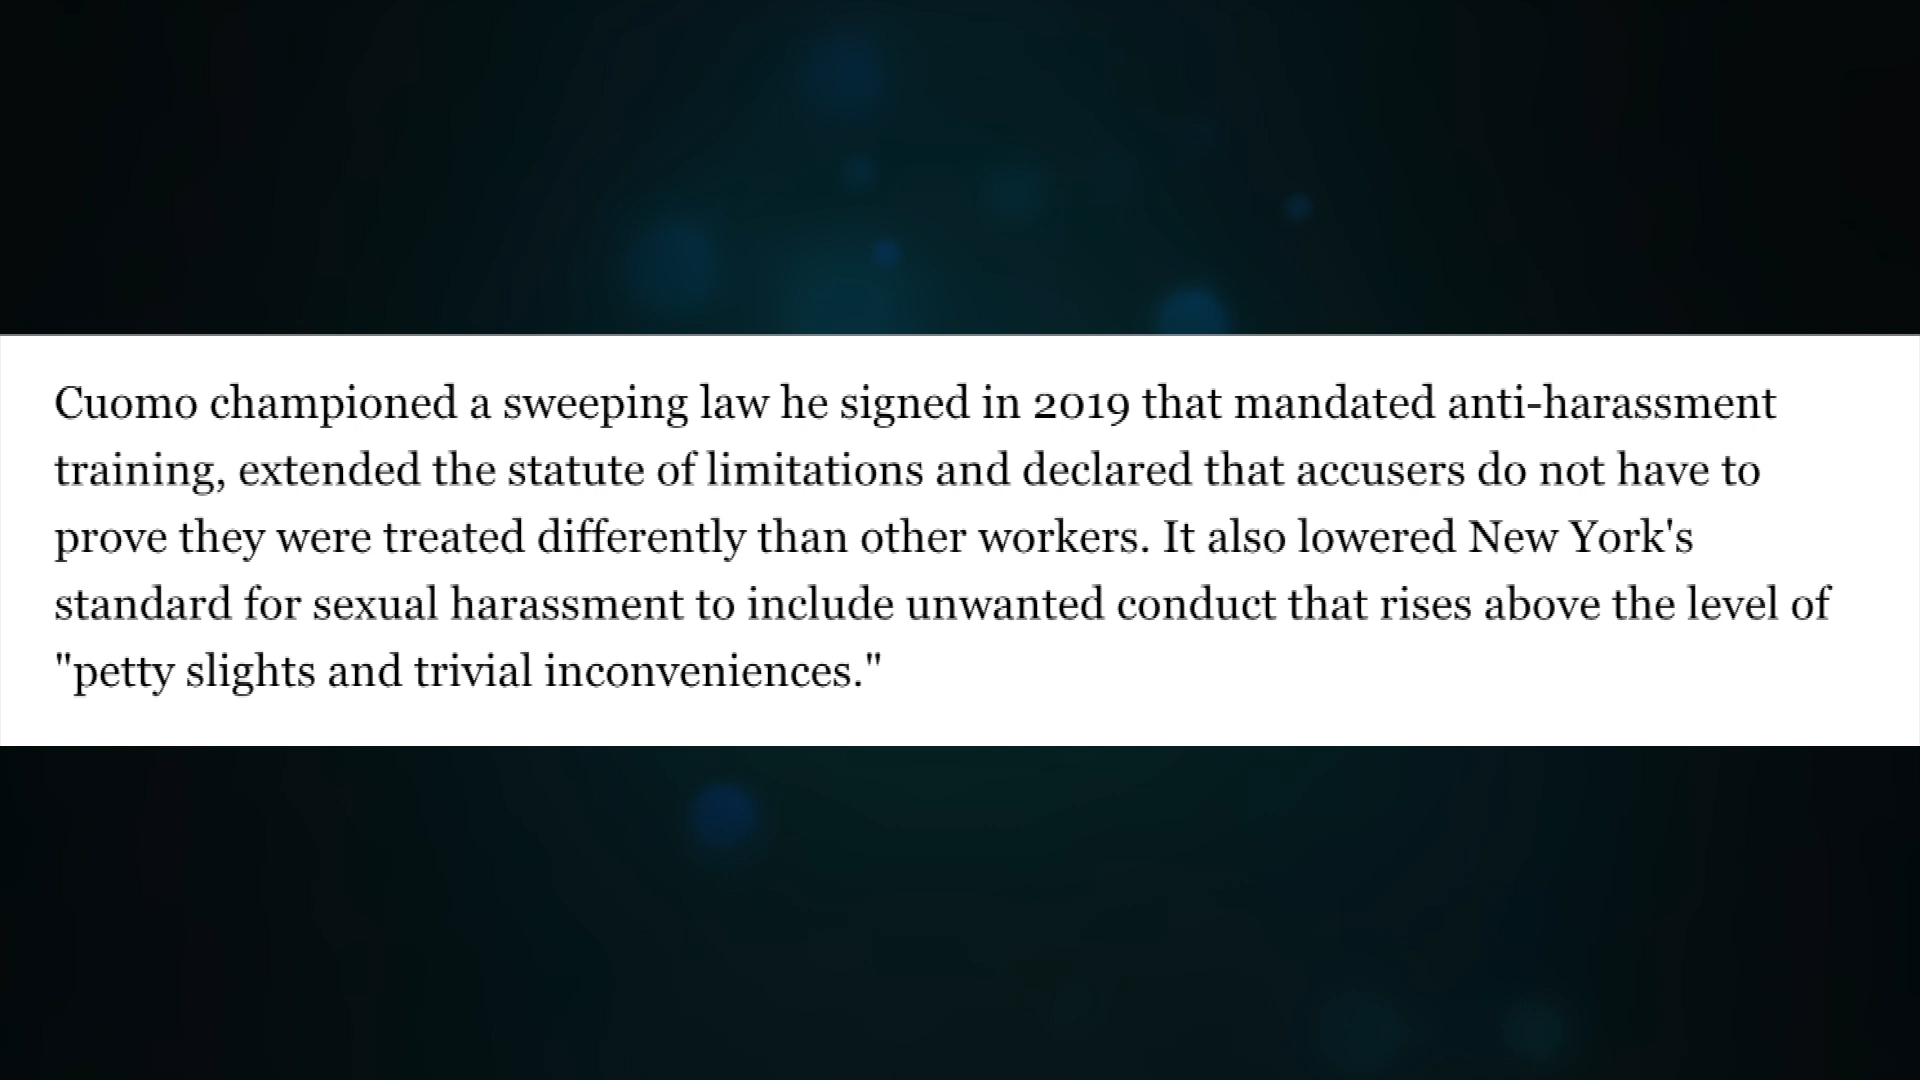 Cuomo championed a sweeping law he signed in 2019 that mandated anti-harassment
training, extended the statute of limitations and declared that accusers do not have to
prove they were treated differently than other workers. It also lowered New York's
standard for sexual harassment to include unwanted conduct that rises above the level of
"petty slights and trivial inconveniences."